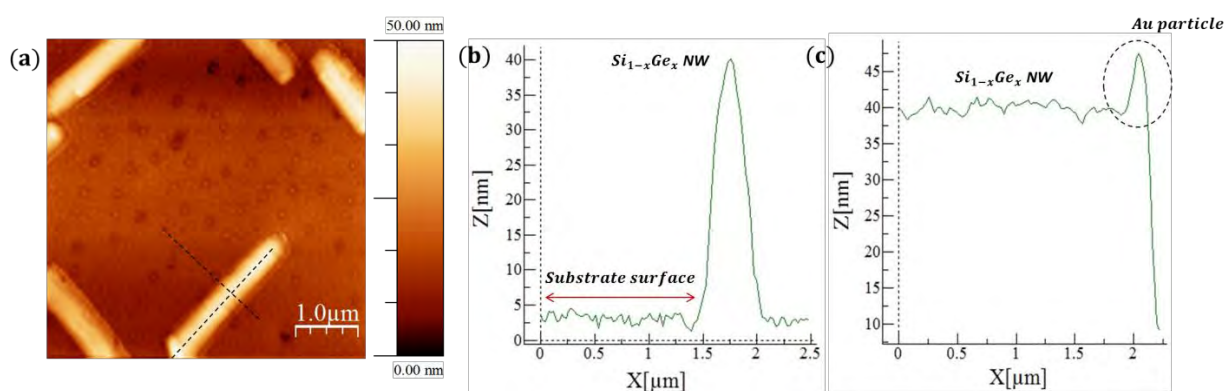 (a)
50.00 nm
0.00 nm
1.0µm
(b)
Si1-xGex NW
Substrate surface
Z[nm]
40
35
30
25
20
15
10
5
0
0 0.5 1 1.5 2 2.5
X[µm]
(c)
Au particle
Si1-xGex NW
Z[nm]
45
40
35
30
25
20
15
10
0 0.5 1 1.5 2
X[µm]